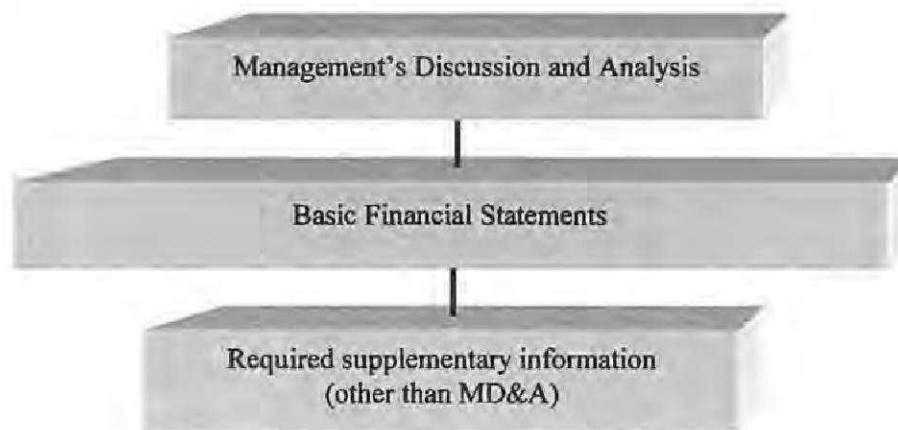 Management's Discussion and Analysis
Basic Financial Statements
Required supplementary information
(other than MD&A)